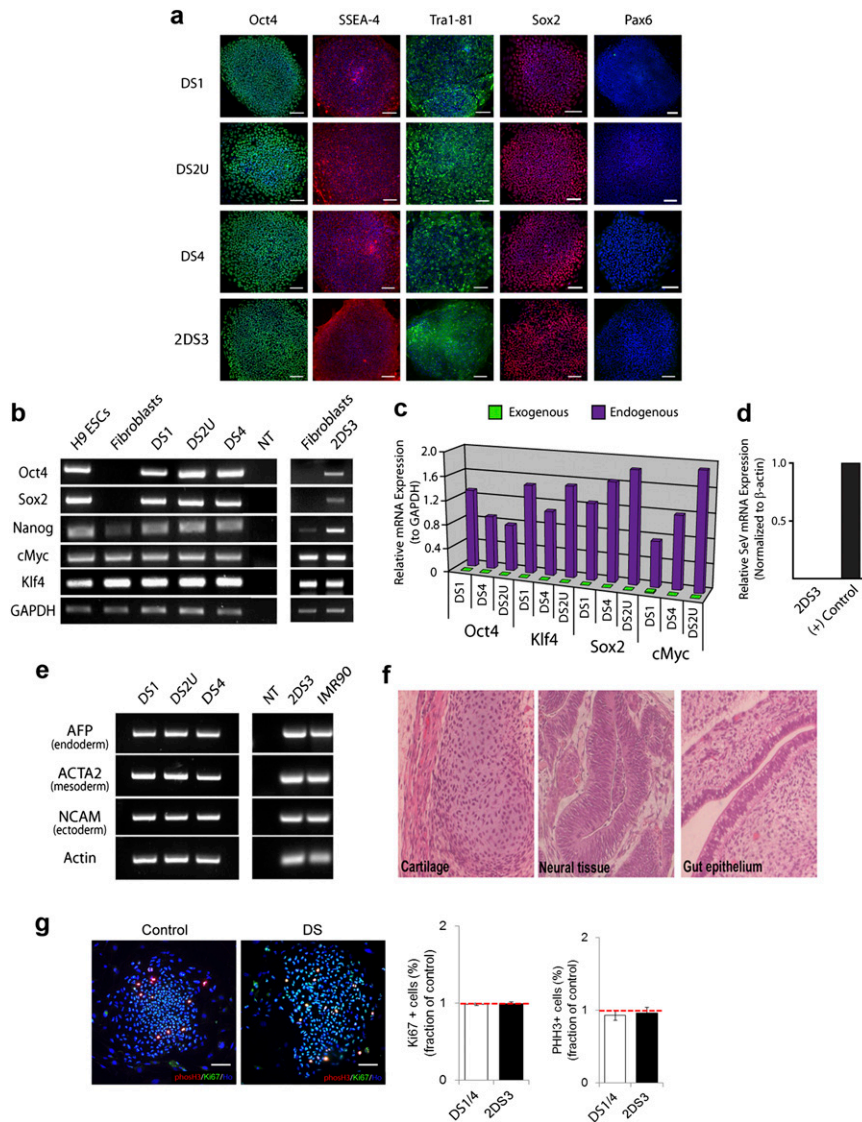 a
Oct4 SSEA-4 Tra1-81 Sox2 Pax6
DS1
DS2U
DS4
2DS3
b
H9 ESCs Fibroblasts DS1 DS2U DS4 NT Fibroblasts 2DS3
Oct4
Sox2
Nanog
cMyc
Klf4
GAPDH
c
Exogenous Endogenous
Relative mRNA Expression
(to GAPDH)
2.0
1.6
1.2
0.8
0.4
0
DS1 DS4 DS2U DS1 DS4 DS2U DS1 DS4 DS2U DS1 DS4 DS2U
Oct4 Klf4 Sox2 cMyc
d
Relative SeV mRNA Expression
(Normalized to β-actin)
1.0
0.5
2DS3 (+) Control
e
DS1 DS2U DS4 NT 2DS3 IMR90
AFP
(endoderm)
ACTA2
(mesoderm)
NCAM
(ectoderm)
Actin
f
Cartilage Neural tissue Gut epithelium
g
Control DS
phosH3/Ki67/ phosH3/Ki67/
Ki67 + cells (%)
(fraction of control)
2
1
0
DS1/4 2DS3
PHH3+ cells (%)
(fraction of control)
2
1
0
DS1/4 2DS3